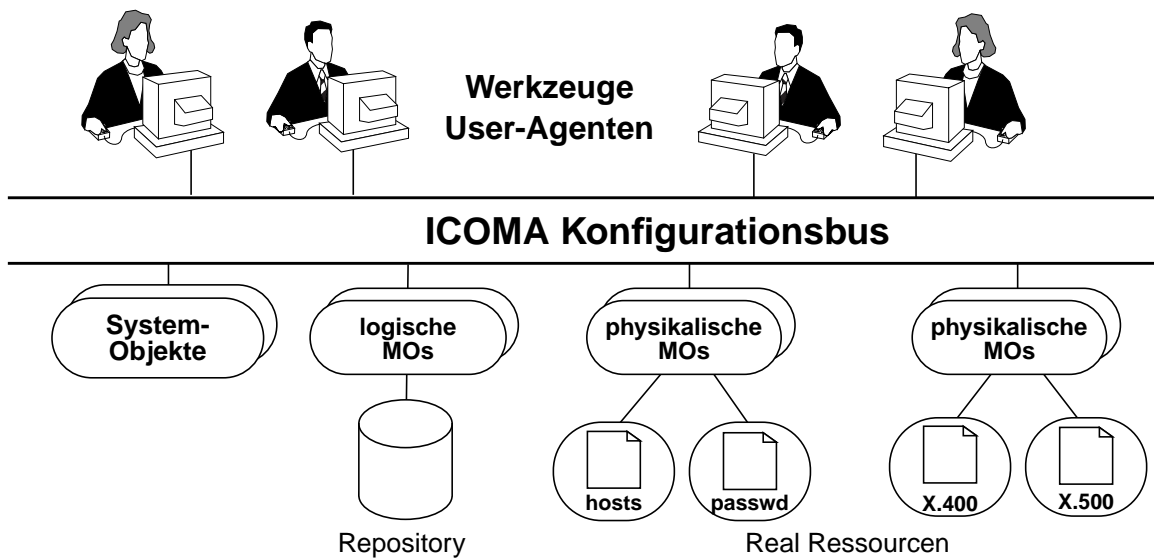 Werkzeuge
User-Agenten
ICOMA Konfigurationsbus
System-
Objekte
logische
MOs
physikalische
MOs
physikalische
MOs
hosts
passwd
X.400
X.500
Repository
Real Ressourcen